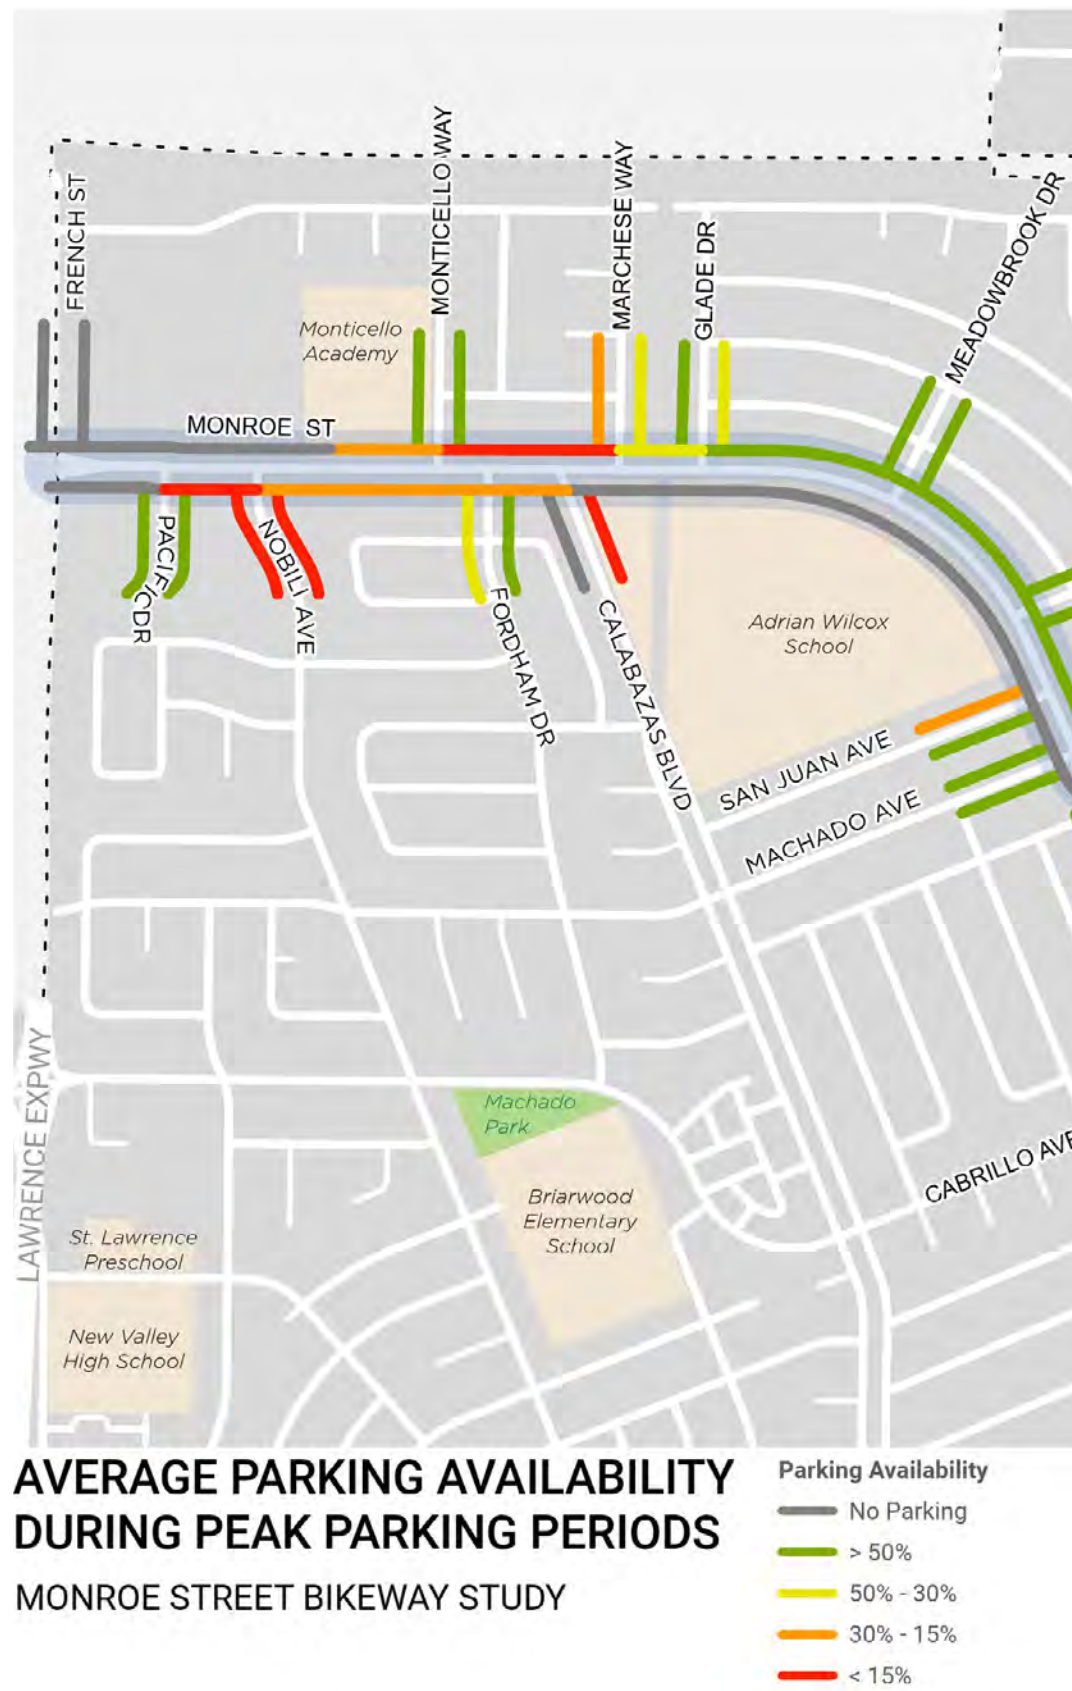 FRENCH ST
MONTICELLO WAY
MARCHESE WAY
GLADE DR
MEADOWBROOK DR
Monticello
Academy
MONROE ST
PACIFIC DR
NOBILI AVE
FORDHAM DR
CALABAZAS BLVD
Adrian Wilcox
School
SAN JUAN AVE
MACHADO AVE
LAWRENCE EXPWY
Machado
Park
CABRILLO AVE
Briarwood
Elementary
School
St. Lawrence
Preschool
New Valley
High School
AVERAGE PARKING AVAILABILITY
DURING PEAK PARKING PERIODS
MONROE STREET BIKEWAY STUDY
Parking Availability
No Parking
> 50%
50% - 30%
30% - 15%
< 15%